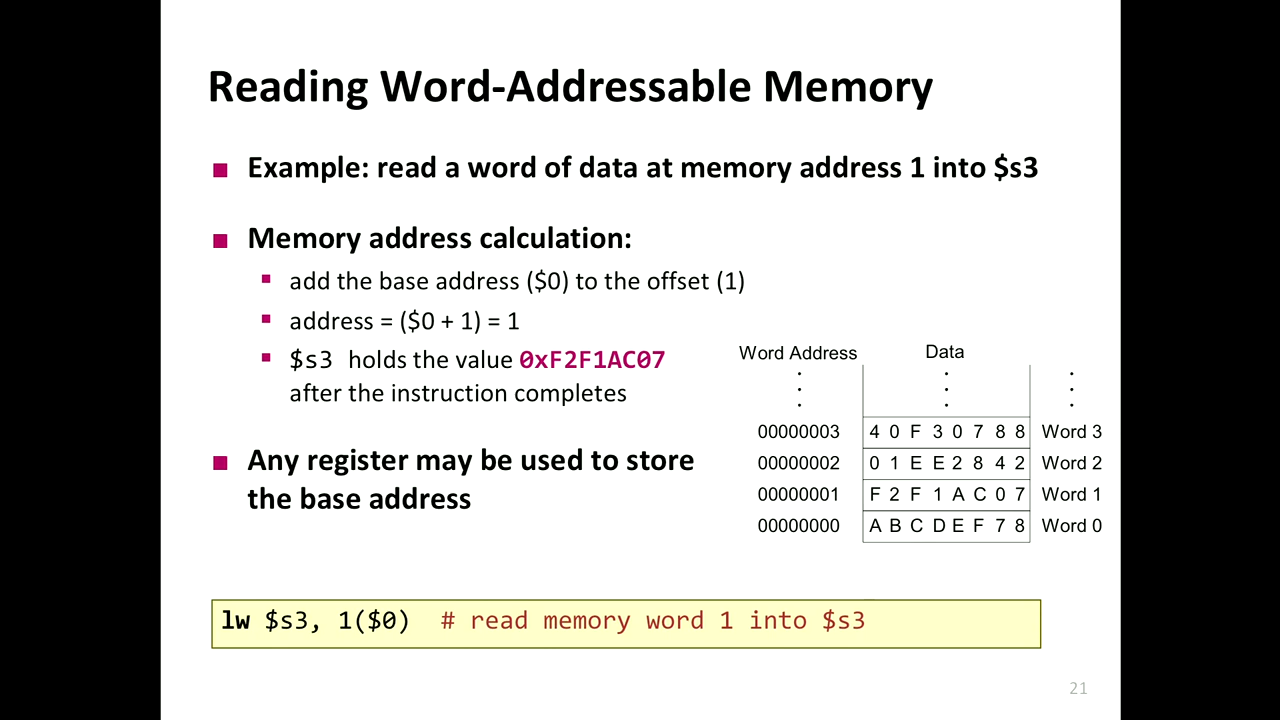 Reading Word-Addressable Memory
■ Example: read a word of data at memory address 1 into $s3
■ Memory address calculation:
▪ add the base address ($0) to the offset (1)
▪ address = ($0 + 1) = 1
▪ $s3 holds the value 0xF2F1AC07
after the instruction completes
■ Any register may be used to store
the base address
Word Address Data
00000003 4 0 F 3 0 7 8 8 Word 3
00000002 0 1 E E 2 8 4 2 Word 2
00000001 F 2 F 1 A C 0 7 Word 1
00000000 A B C D E F 7 8 Word 0
lw $s3, 1($0) # read memory word 1 into $s3
21